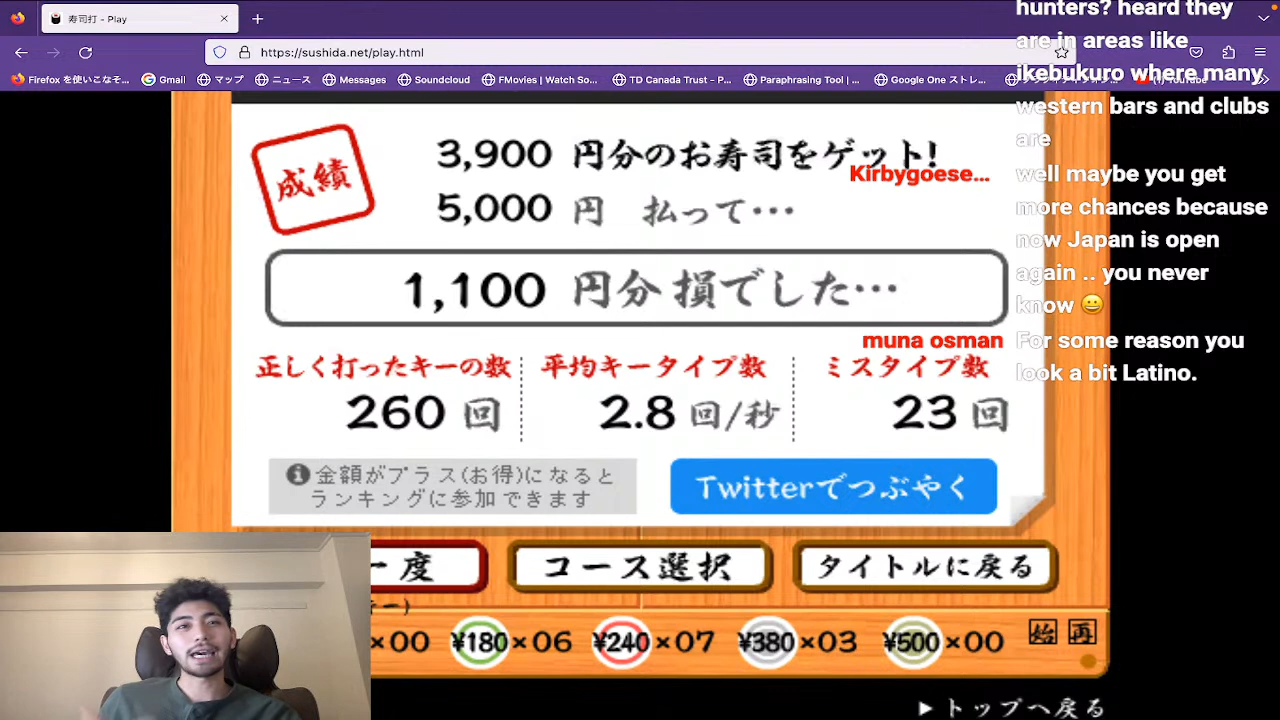 寿司打 - Play
https://sushida.net/play.html
Firefox を使いこなそ…
Gmail
マップ
ニュース
Messages
Soundcloud
FMovies | Watch So...
TD Canada Trust - P...
Paraphrasing Tool |...
Google One ストレ...
hunters? heard they
are in areas like
ikebukuro where many
western bars and clubs
are
Kirbygoese...
well maybe you get
more chances because
now Japan is open
again .. you never
know 😀
muna osman
For some reason you
look a bit Latino.
成績
3,900 円分のお寿司をゲット!
5,000 円 払って…
1,100 円分 損でした…
正しく打ったキーの数
260 回
平均キータイプ数
2.8 回/秒
ミスタイプ数
23 回
金額がプラス(お得)になると
ランキングに参加できます
Twitterでつぶやく
一度
コース選択
タイトルに戻る
×00
¥180×06
¥240×07
¥380×03
¥500×00
始
再
▶トップへ戻る